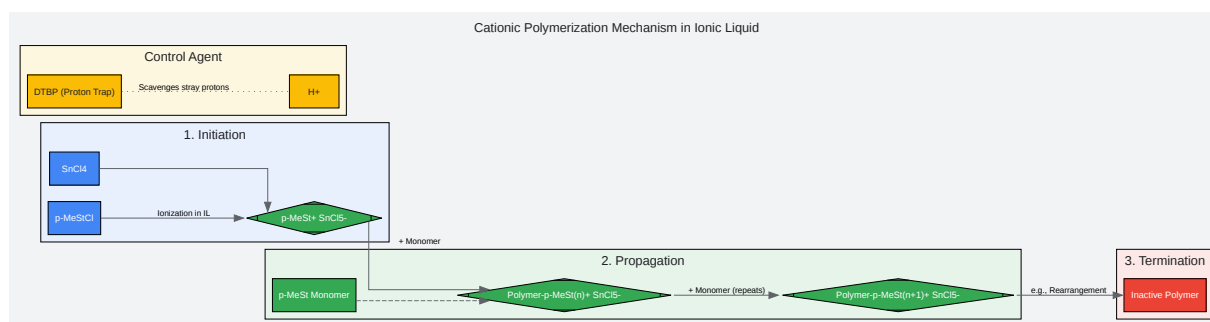 Cationic Polymerization Mechanism in Ionic Liquid
Control Agent
DTBP (Proton Trap)
Scavenges stray protons
H+
1. Initiation
SnCl4
p-MeStCl
Ionization in IL
p-MeSt+ SnCl5-
+ Monomer
2. Propagation
p-MeSt Monomer
Polymer-p-MeSt(n)+ SnCl5-
+ Monomer (repeats)
Polymer-p-MeSt(n+1)+ SnCl5-
e.g., Rearrangement
3. Termination
Inactive Polymer